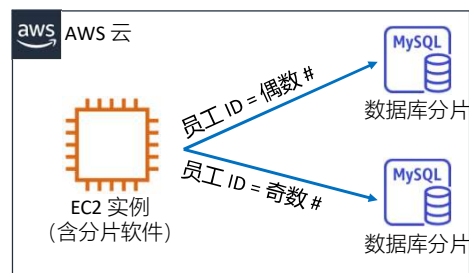 aws AWS 云
MySQL
数据库分片
员工 ID = 偶数 #
员工 ID = 奇数 #
EC2 实例
（含分片软件）
MySQL
数据库分片